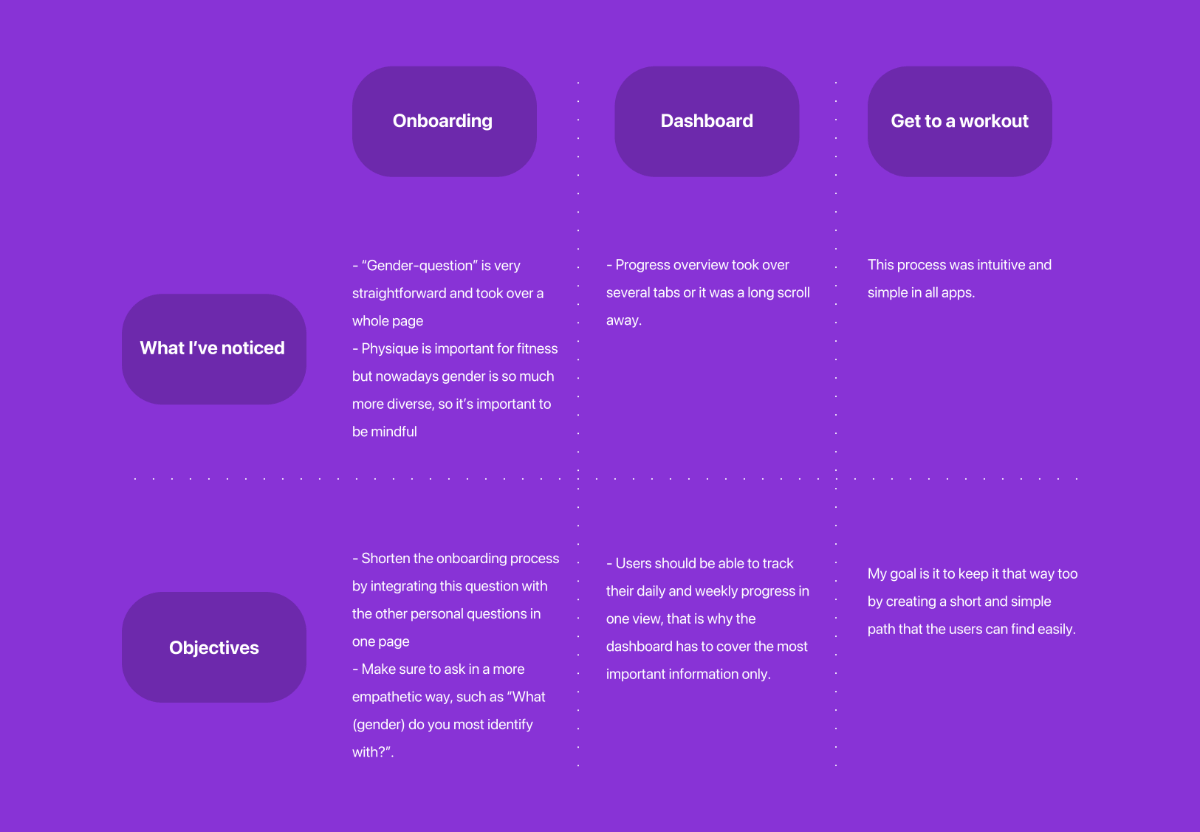 Onboarding
Dashboard
Get to a workout
What I’ve noticed
- “Gender-question” is very
straightforward and took over a
whole page
- Physique is important for fitness
but nowadays gender is so much
more diverse, so it’s important to
be mindful
- Progress overview took over
several tabs or it was a long scroll
away.
This process was intuitive and
simple in all apps.
Objectives
- Shorten the onboarding process
by integrating this question with
the other personal questions in
one page
- Make sure to ask in a more
empathetic way, such as “What
(gender) do you most identify
with?”.
- Users should be able to track
their daily and weekly progress in
one view, that is why the
dashboard has to cover the most
important information only.
My goal is it to keep it that way too
by creating a short and simple
path that the users can find easily.